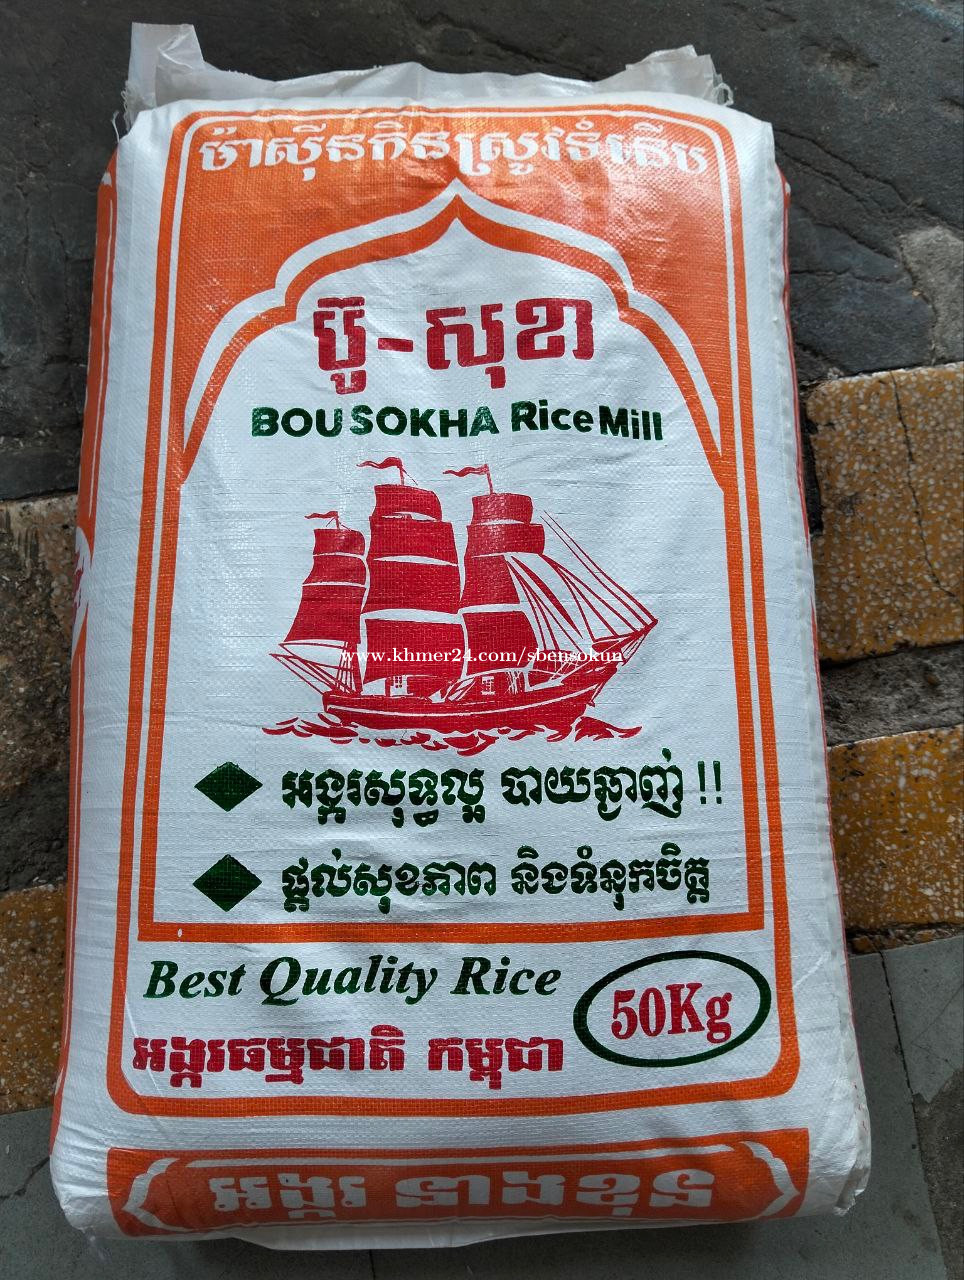 ម៉ាស៊ីនកិនស្រូវទំនើប
ប៊ូ-សុខា
BOU SOKHA Rice Mill
www.khmer24.com/sbensokun
អង្ករសុទ្ធល្អ បាយឆ្ងាញ់ !!
ផ្តល់សុខភាព និងទំនុកចិត្ត
Best Quality Rice
50Kg
អង្ករធម្មជាតិ កម្ពុជា
អង្ករ នាងខុន